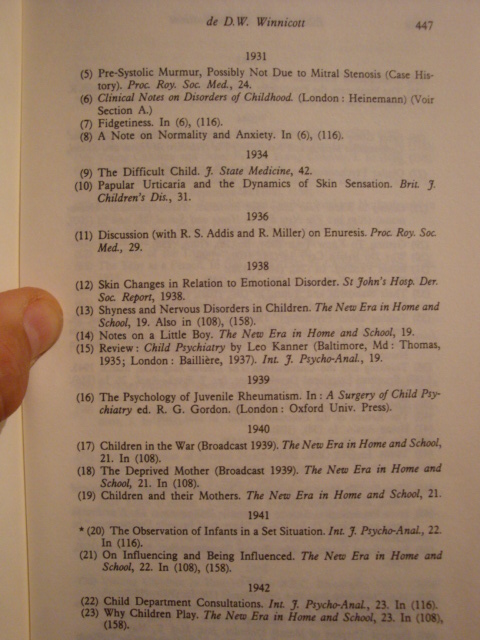 de D.W. Winnicott 447
1931
(5) Pre-Systolic Murmur, Possibly Not Due to Mitral Stenosis (Case His-
tory). Proc. Roy. Soc. Med., 24.
(6) Clinical Notes on Disorders of Childhood. (London : Heinemann) (Voir
Section A.)
(7) Fidgetiness. In (6), (116).
(8) A Note on Normality and Anxiety. In (6), (116).
1934
(9) The Difficult Child. J. State Medicine, 42.
(10) Papular Urticaria and the Dynamics of Skin Sensation. Brit. J.
Children's Dis., 31.
1936
(11) Discussion (with R. S. Addis and R. Miller) on Enuresis. Proc. Roy. Soc.
Med., 29.
1938
(12) Skin Changes in Relation to Emotional Disorder. St John's Hosp. Der.
Soc. Report, 1938.
(13) Shyness and Nervous Disorders in Children. The New Era in Home and
School, 19. Also in (108), (158).
(14) Notes on a Little Boy. The New Era in Home and School, 19.
(15) Review : Child Psychiatry by Leo Kanner (Baltimore, Md : Thomas,
1935; London : Baillière, 1937). Int. J. Psycho-Anal., 19.
1939
(16) The Psychology of Juvenile Rheumatism. In : A Surgery of Child Psy-
chiatry ed. R. G. Gordon. (London : Oxford Univ. Press).
1940
(17) Children in the War (Broadcast 1939). The New Era in Home and School,
21. In (108).
(18) The Deprived Mother (Broadcast 1939). The New Era in Home and
School, 21. In (108).
(19) Children and their Mothers. The New Era in Home and School, 21.
1941
* (20) The Observation of Infants in a Set Situation. Int. J. Psycho-Anal., 22.
In (116).
(21) On Influencing and Being Influenced. The New Era in Home and
School, 22. In (108), (158).
1942
(22) Child Department Consultations. Int. J. Psycho-Anal., 23. In (116).
(23) Why Children Play. The New Era in Home and School, 23. In (108),
(158).